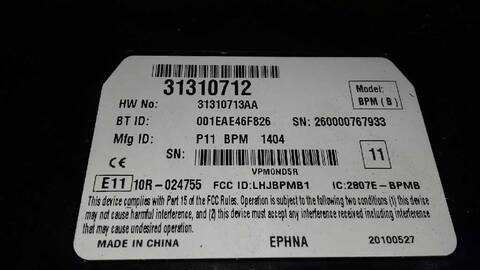 31310712
Model:
BPM ( B )
HW No: 31310713AA
BT ID: 001EAE46F826 SN: 260000767933
Mfg ID: P11 BPM 1404
SN:
11
VPM0ND5R
CE
E11 10R-024755 FCC ID:LHJBPMB1 IC:2807E-BPMB
This device complies with Part 15 of the FCC Rules. Operation is subject to the following two conditions: (1) this device
may not cause harmful interference, and (2) this device must accept any interference received, including interference
that may cause undesired operation.
MADE IN CHINA EPHNA 20100527